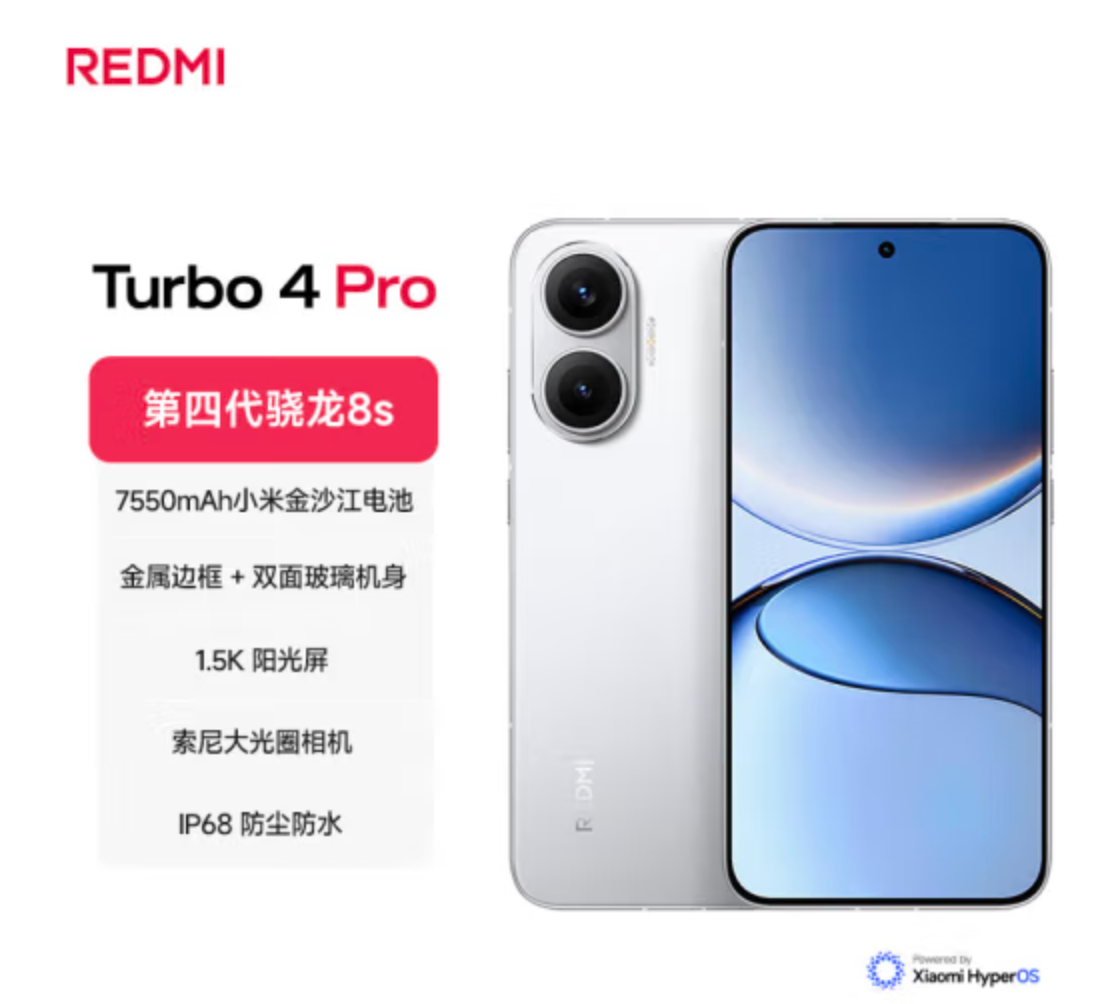 REDMI
Turbo 4 Pro
第四代骁龙8s
7550mAh小米金沙江电池
金属边框 + 双面玻璃机身
1.5K 阳光屏
索尼大光圈相机
IP68 防尘防水
Powered by
Xiaomi HyperOS